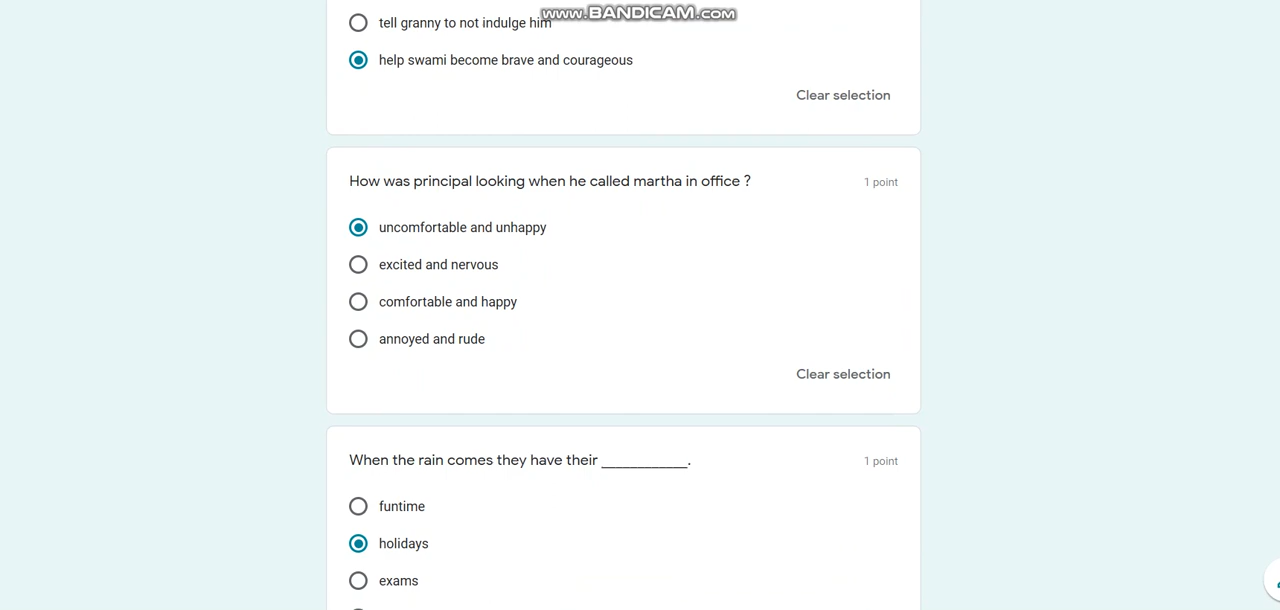 www.BANDICAM.com
tell granny to not indulge him
help swami become brave and courageous
Clear selection
How was principal looking when he called martha in office ?
1 point
uncomfortable and unhappy
excited and nervous
comfortable and happy
annoyed and rude
Clear selection
When the rain comes they have their ____________.
1 point
funtime
holidays
exams